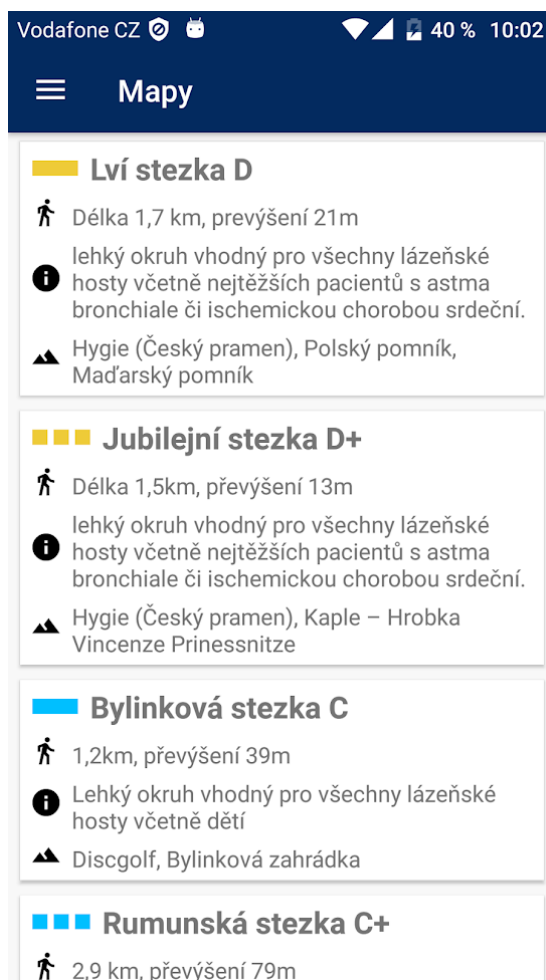 Vodafone CZ 40 % 10:02
Mapy
Lví stezka D
Délka 1,7 km, prevýšení 21m
lehký okruh vhodný pro všechny lázeňské
hosty včetně nejtěžších pacientů s astma
bronchiale či ischemickou chorobou srdeční.
Hygie (Český pramen), Polský pomník,
Maďarský pomník
Jubilejní stezka D+
Délka 1,5km, převýšení 13m
lehký okruh vhodný pro všechny lázeňské
hosty včetně nejtěžších pacientů s astma
bronchiale či ischemickou chorobou srdeční.
Hygie (Český pramen), Kaple – Hrobka
Vincenze Prinessnitze
Bylinková stezka C
1,2km, převýšení 39m
Lehký okruh vhodný pro všechny lázeňské
hosty včetně dětí
Discgolf, Bylinková zahrádka
Rumunská stezka C+
2,9 km, převýšení 79m